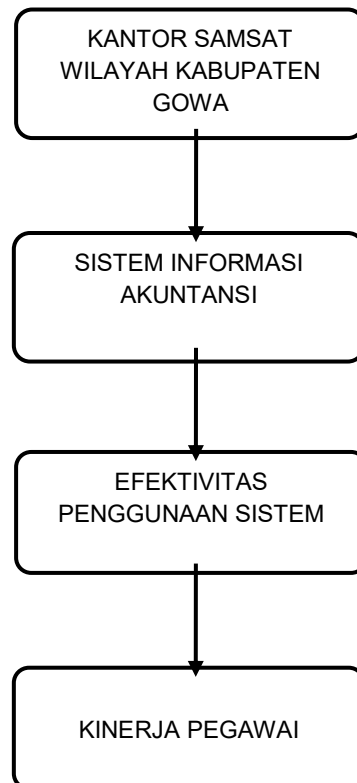 KANTOR SAMSAT
WILAYAH KABUPATEN
GOWA
SISTEM INFORMASI
AKUNTANSI
EFEKTIVITAS
PENGGUNAAN SISTEM
KINERJA PEGAWAI